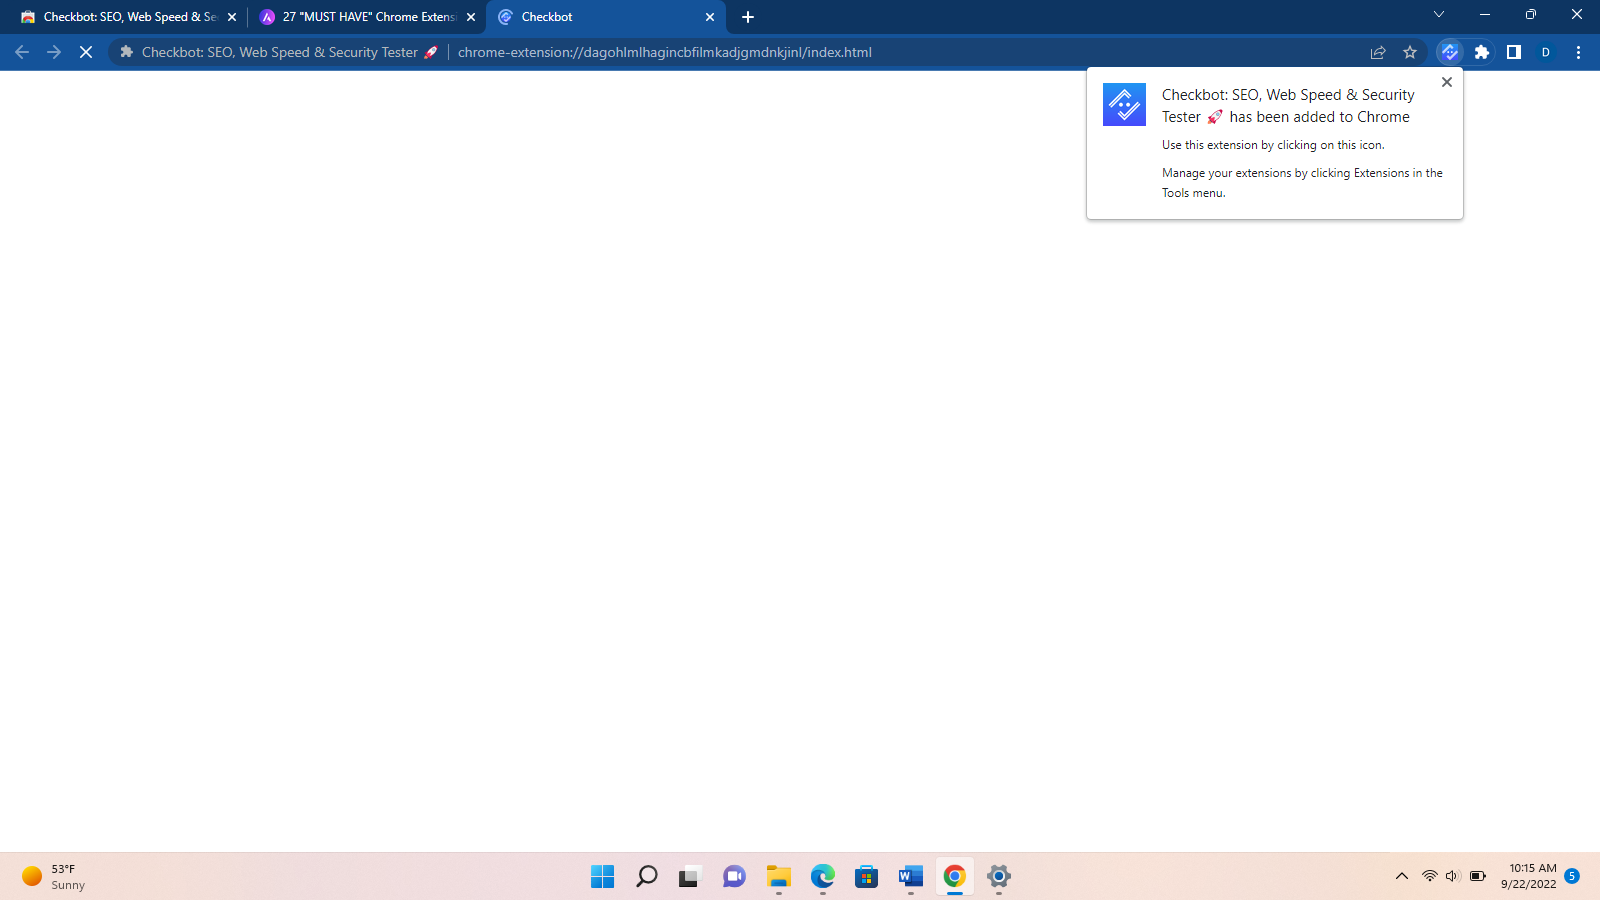 Checkbot: SEO, Web Speed & Se
27 "MUST HAVE" Chrome Extensi
Checkbot
Checkbot: SEO, Web Speed & Security Tester 🚀 | chrome-extension://dagohlmlhagincbfilmkadjgmdnkjinl/index.html
D
Checkbot: SEO, Web Speed & Security
Tester 🚀 has been added to Chrome
Use this extension by clicking on this icon.
Manage your extensions by clicking Extensions in the
Tools menu.
53°F
Sunny
W
10:15 AM
9/22/2022
5